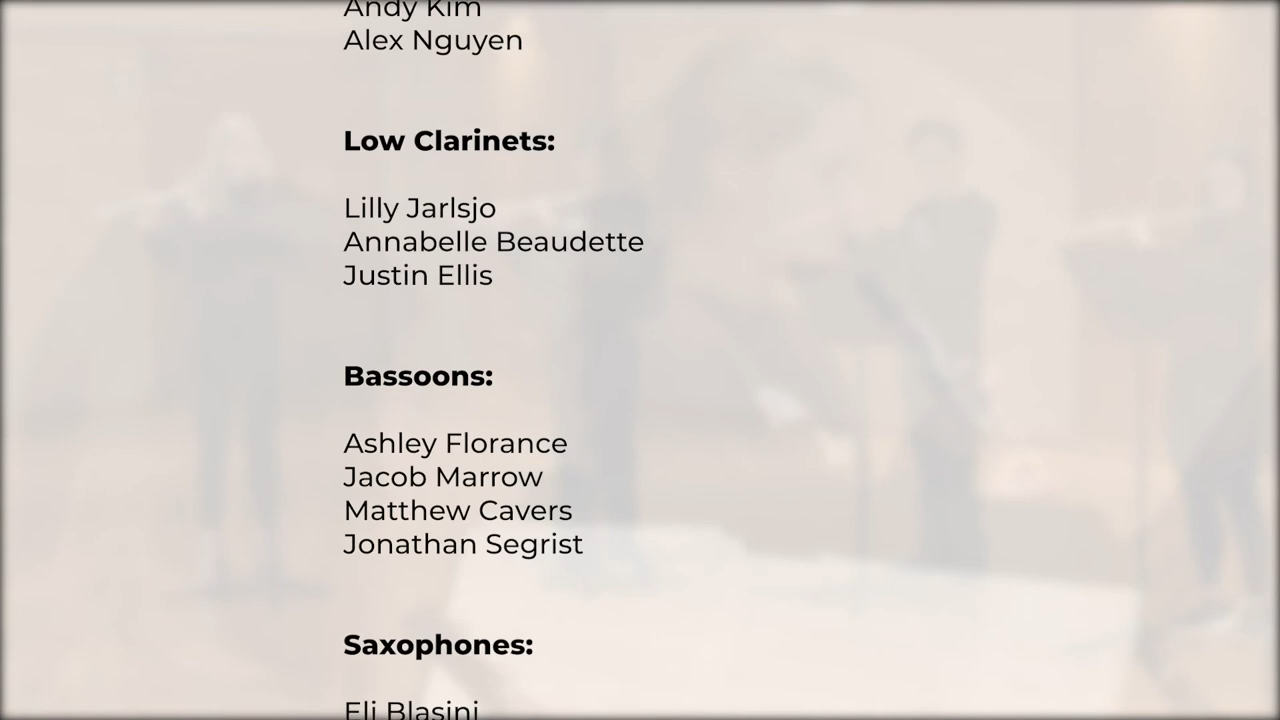 Andy Kim
Alex Nguyen
Low Clarinets:
Lilly Jarlsjo
Annabelle Beaudette
Justin Ellis
Bassoons:
Ashley Florance
Jacob Marrow
Matthew Cavers
Jonathan Segrist
Saxophones:
Eli Blasini